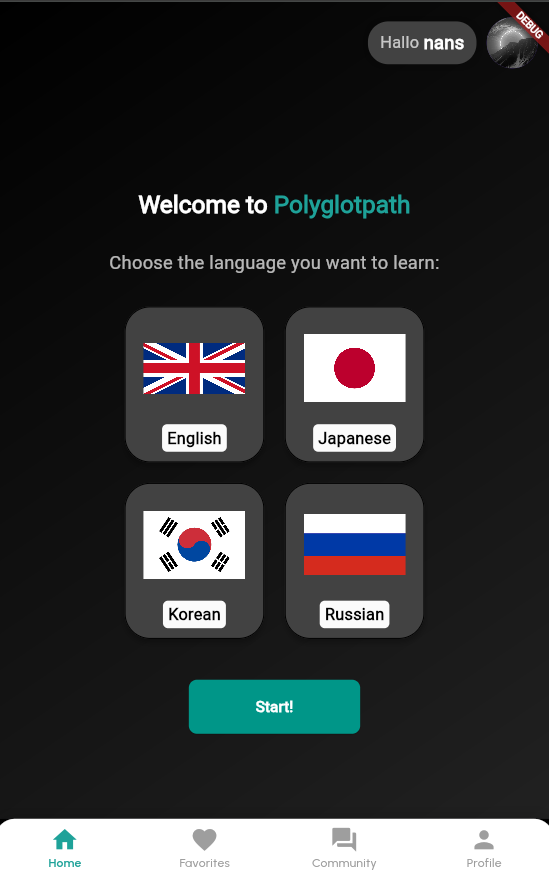 DEBUG
Hallo nans
Welcome to Polyglotpath
Choose the language you want to learn:
English
Japanese
Korean
Russian
Start!
Home
Favorites
Community
Profile